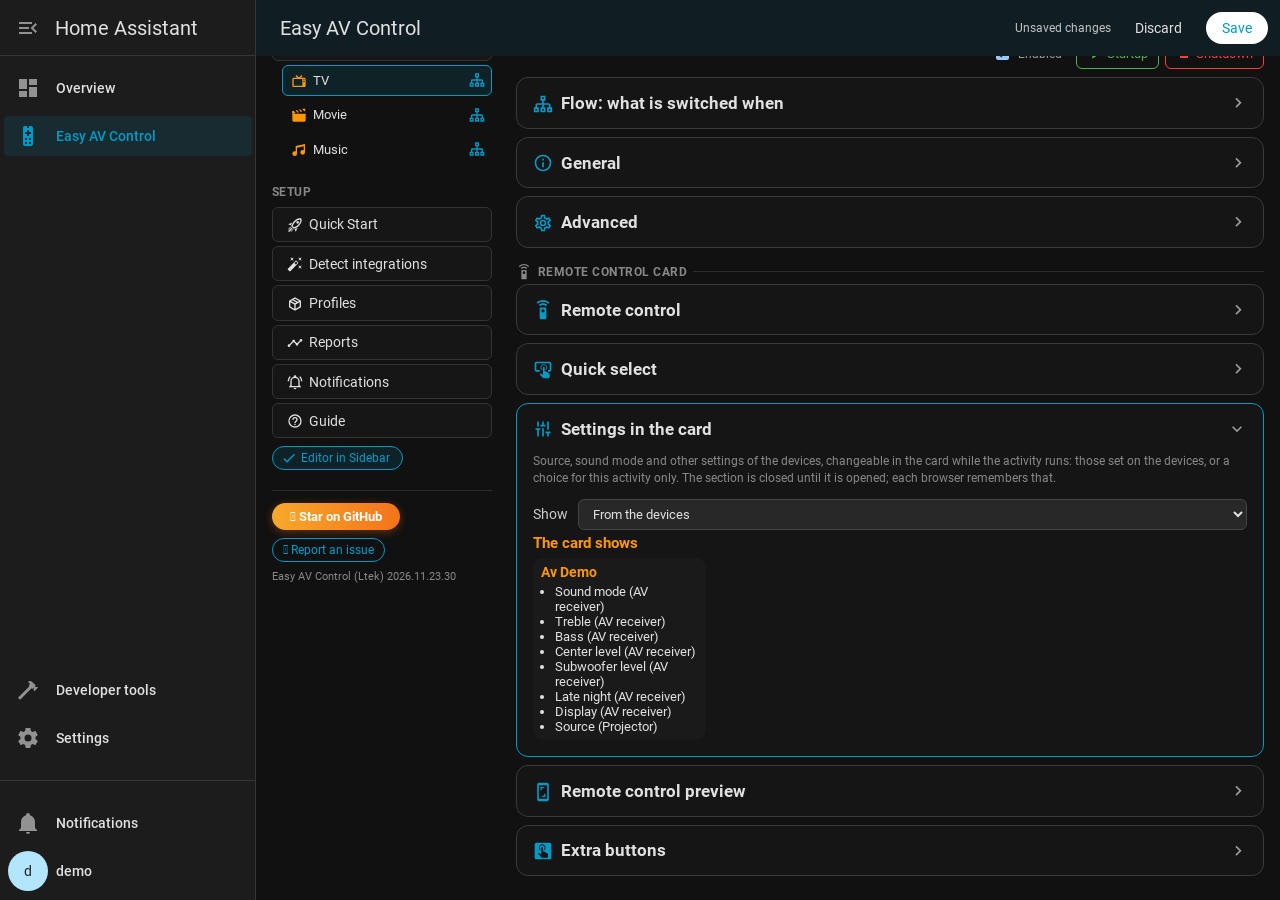 Home Assistant
Easy AV Control
Unsaved changes
Discard
Save
Overview
Easy AV Control
Developer tools
Settings
Notifications
d
demo
TV
Movie
Music
SETUP
Quick Start
Detect integrations
Profiles
Reports
Notifications
Guide
Editor in Sidebar
Star on GitHub
Report an issue
Easy AV Control (Ltek) 2026.11.23.30
Enabled
Startup
Shutdown
Flow: what is switched when
General
Advanced
REMOTE CONTROL CARD
Remote control
Quick select
Settings in the card
Source, sound mode and other settings of the devices, changeable in the card while the activity runs: those set on the devices, or a
choice for this activity only. The section is closed until it is opened; each browser remembers that.
Show
From the devices
The card shows
Av Demo
Sound mode (AV
receiver)
Treble (AV receiver)
Bass (AV receiver)
Center level (AV receiver)
Subwoofer level (AV
receiver)
Late night (AV receiver)
Display (AV receiver)
Source (Projector)
Remote control preview
Extra buttons